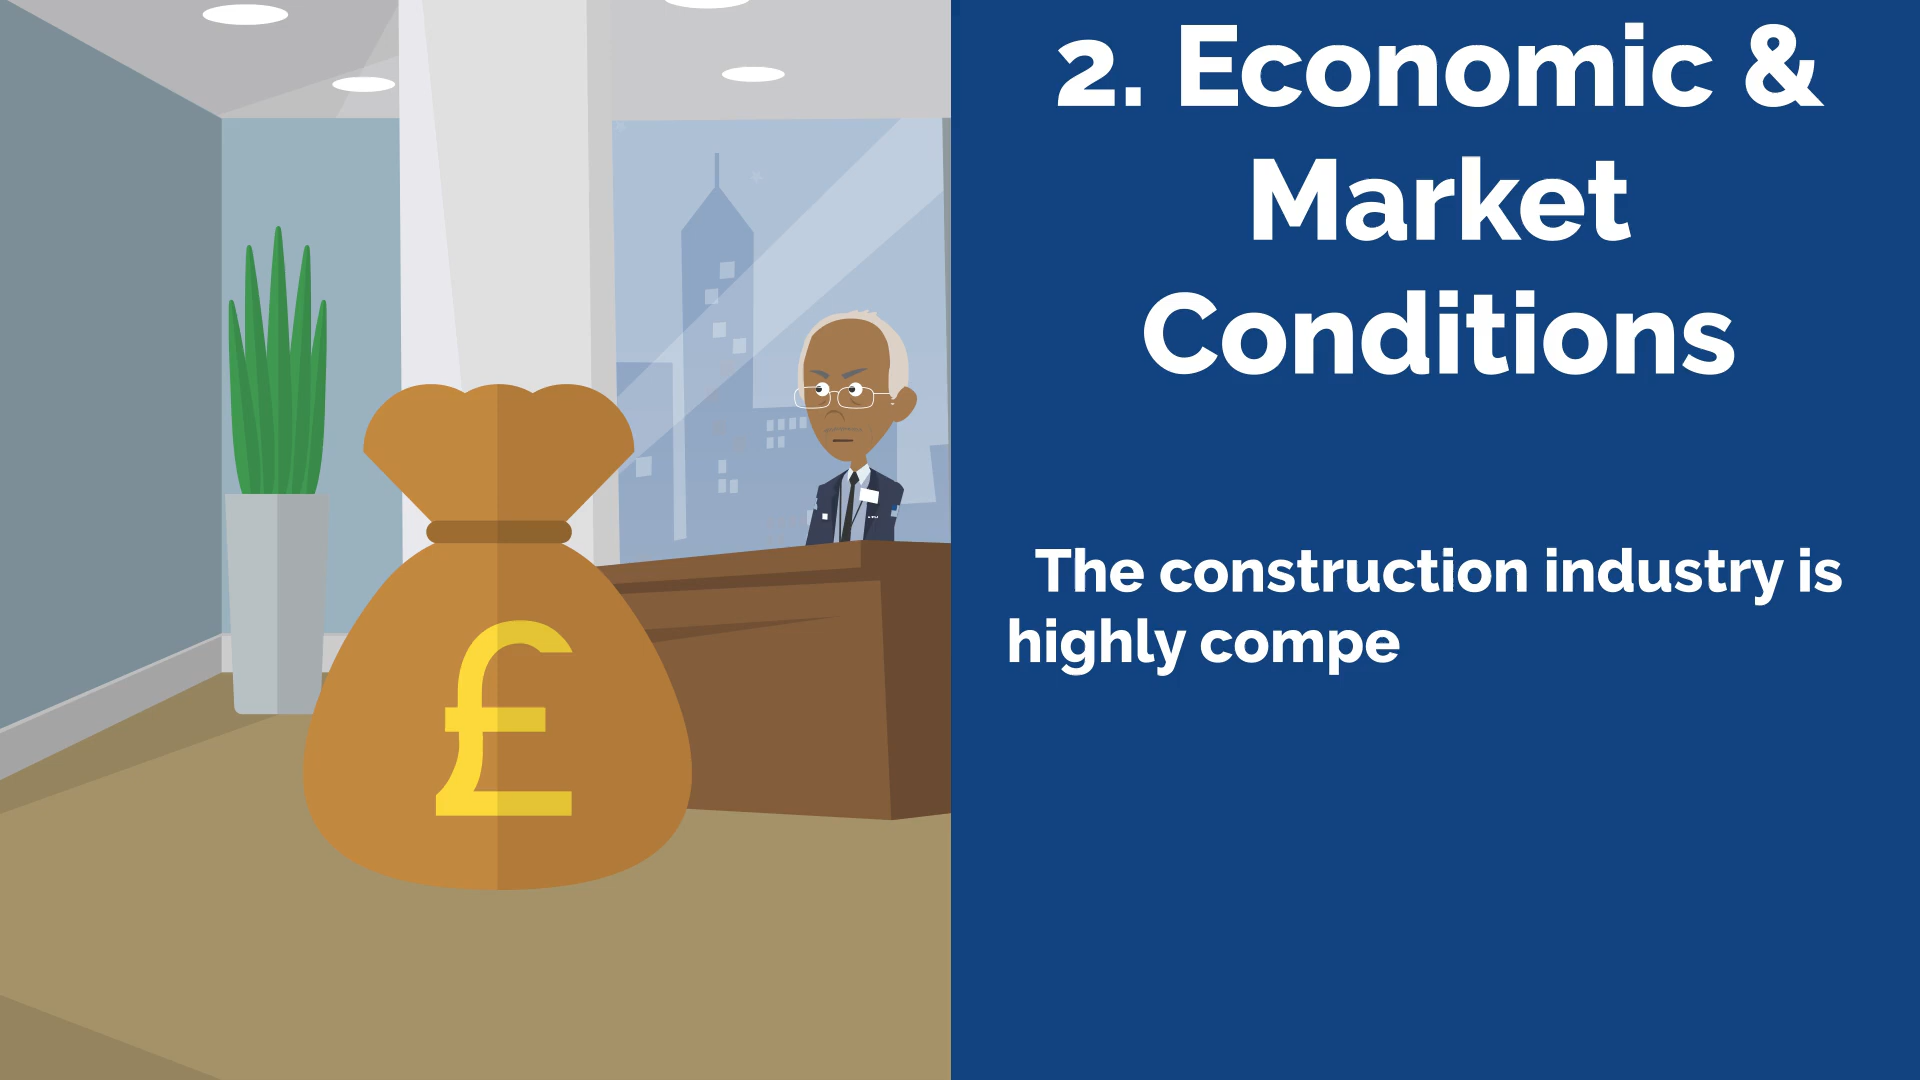 2. Economic &
Market
Conditions
The construction industry is
highly compe
£